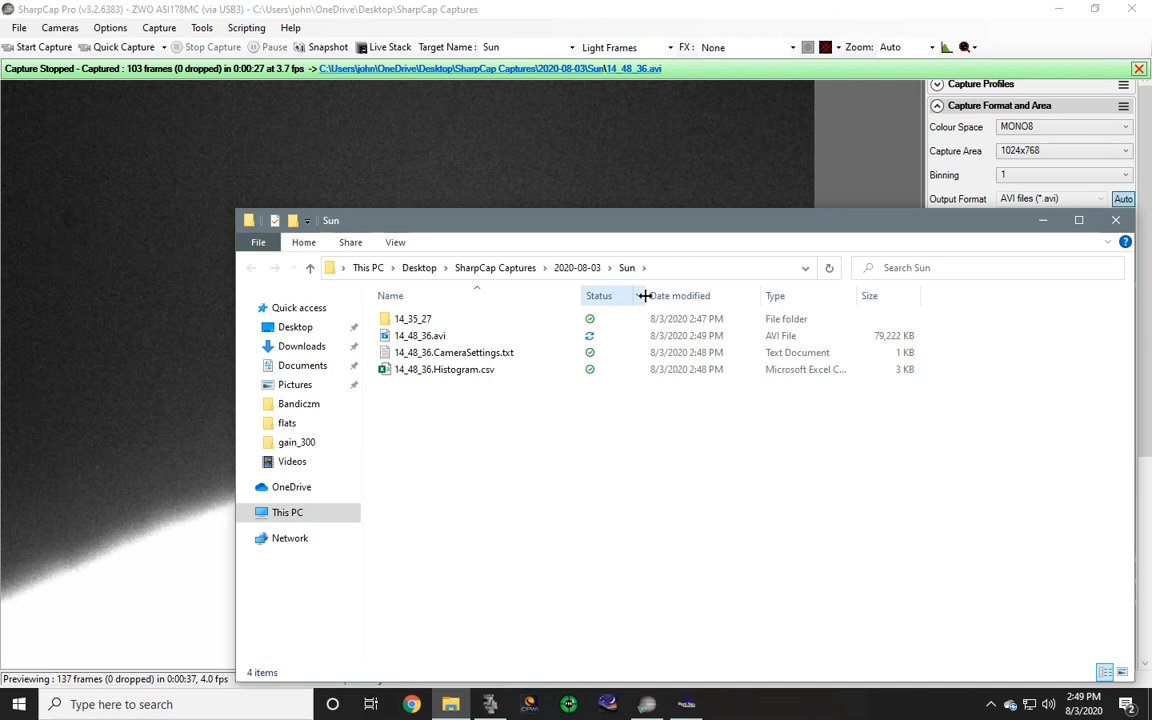 SharpCap Pro (v3.2.6383) - ZWO ASI178MC (via USB3) - C:\Users\john\OneDrive\Desktop\SharpCap Captures
File Cameras Options Capture Tools Scripting Help
Start Capture Quick Capture Stop Capture Pause Snapshot Live Stack Target Name: Sun Light Frames FX: None Zoom: Auto
Capture Stopped - Captured : 103 frames (0 dropped) in 0:00:27 at 3.7 fps -> C:\Users\john\OneDrive\Desktop\SharpCap Captures\2020-08-03\Sun\14_48_36.avi
Capture Profiles
Capture Format and Area
Colour Space MONO8
Capture Area 1024x768
Binning 1
Output Format AVI files (*.avi) Auto
Sun
File Home Share View
This PC Desktop SharpCap Captures 2020-08-03 Sun Search Sun
Name Status Date modified Type Size
14_35_27 8/3/2020 2:47 PM File folder
14_48_36.avi 8/3/2020 2:49 PM AVI File 79,222 KB
14_48_36.CameraSettings.txt 8/3/2020 2:48 PM Text Document 1 KB
14_48_36.Histogram.csv 8/3/2020 2:48 PM Microsoft Excel C... 3 KB
Quick access
Desktop
Downloads
Documents
Pictures
Bandiczm
flats
gain_300
Videos
OneDrive
This PC
Network
4 items
Previewing : 137 frames (0 dropped) in 0:00:37, 4.0 fps
Type here to search
2:49 PM
8/3/2020
2